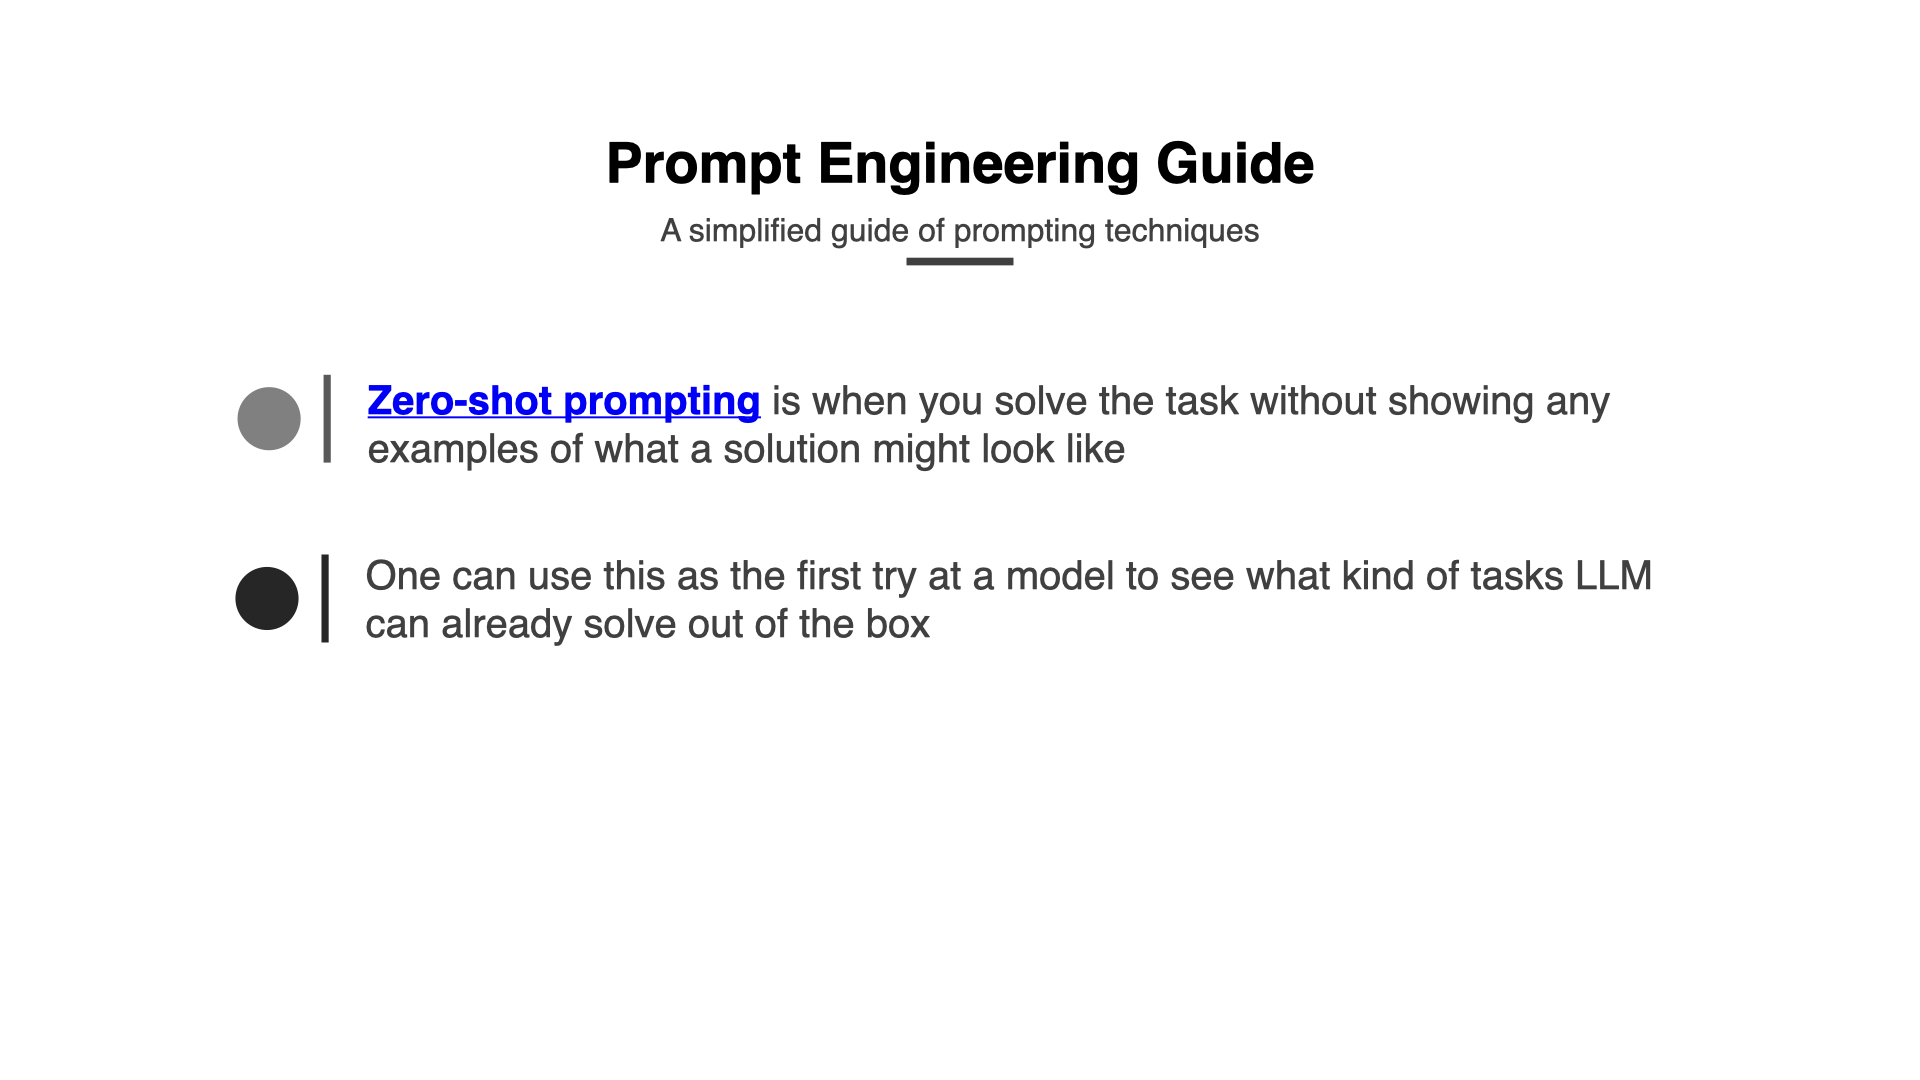 Prompt Engineering Guide
A simplified guide of prompting techniques
Zero-shot prompting is when you solve the task without showing any
examples of what a solution might look like
One can use this as the first try at a model to see what kind of tasks LLM
can already solve out of the box